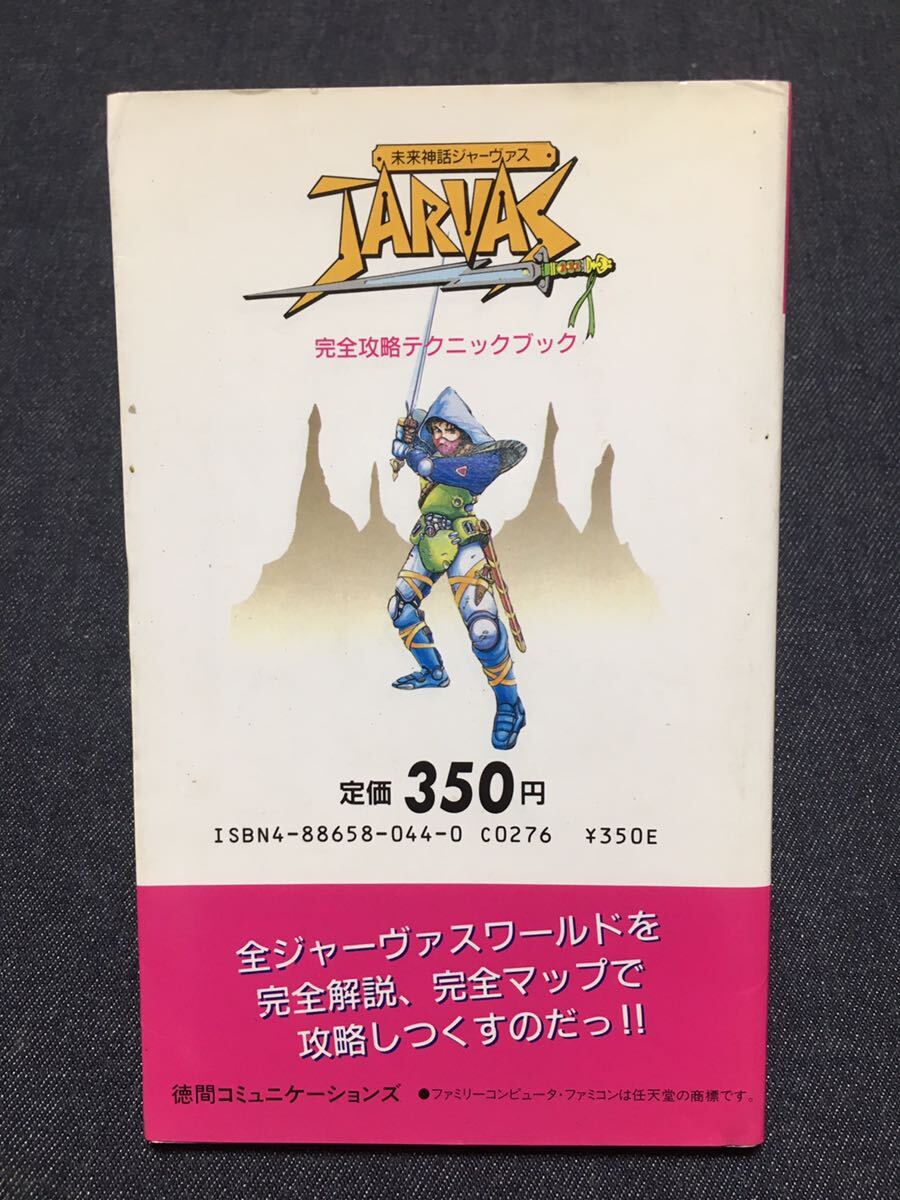 未来神話ジャーヴァス
JARVAS
完全攻略テクニックブック
定価 350円
ISBN4-88658-044-0 C0276 ¥350E
全ジャーヴァスワールドを
完全解説、完全マップで
攻略しつくすのだっ!!
徳間コミュニケーションズ ●ファミリーコンピュータ・ファミコンは任天堂の商標です。